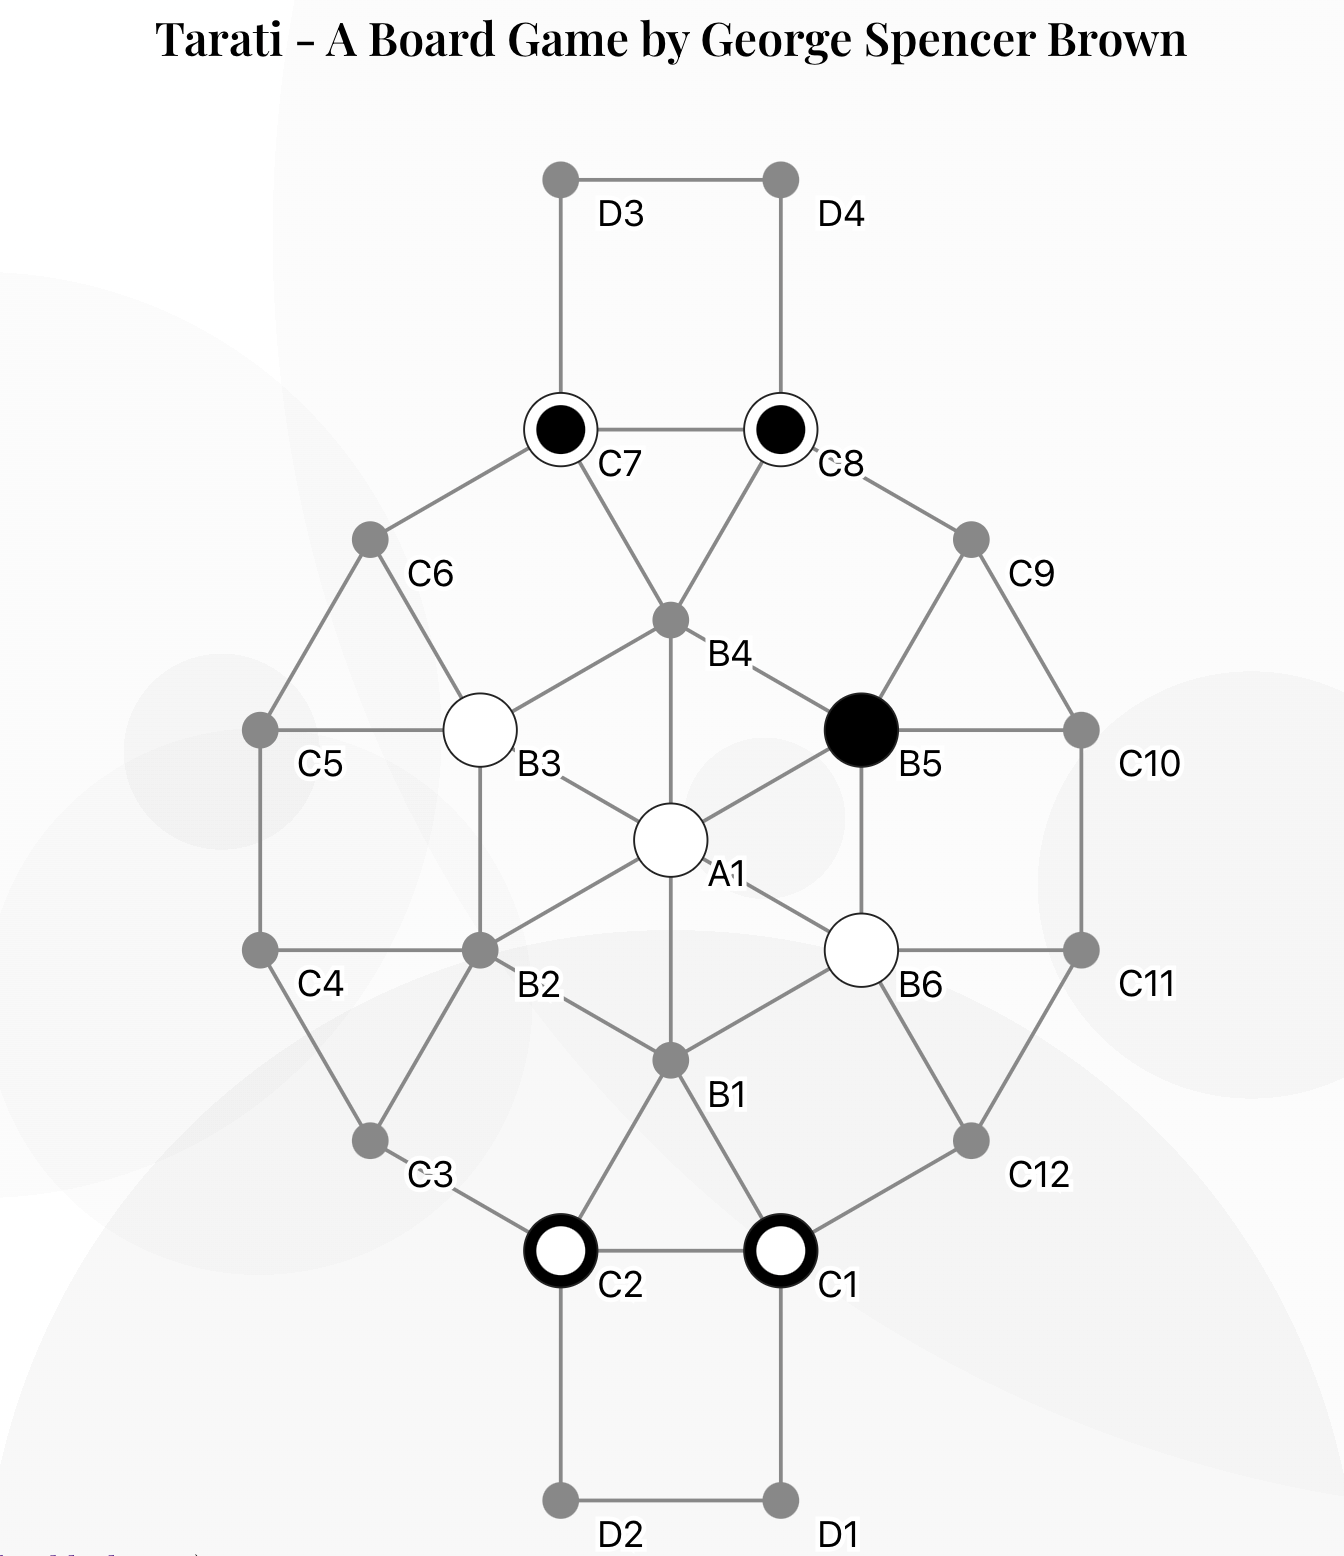 Tarati - A Board Game by George Spencer Brown
D3 D4
C7 C8
C6 C9
B4
C5 B3 B5 C10
A1
C4 B2 B6 C11
B1
C3 C12
C2 C1
D2 D1